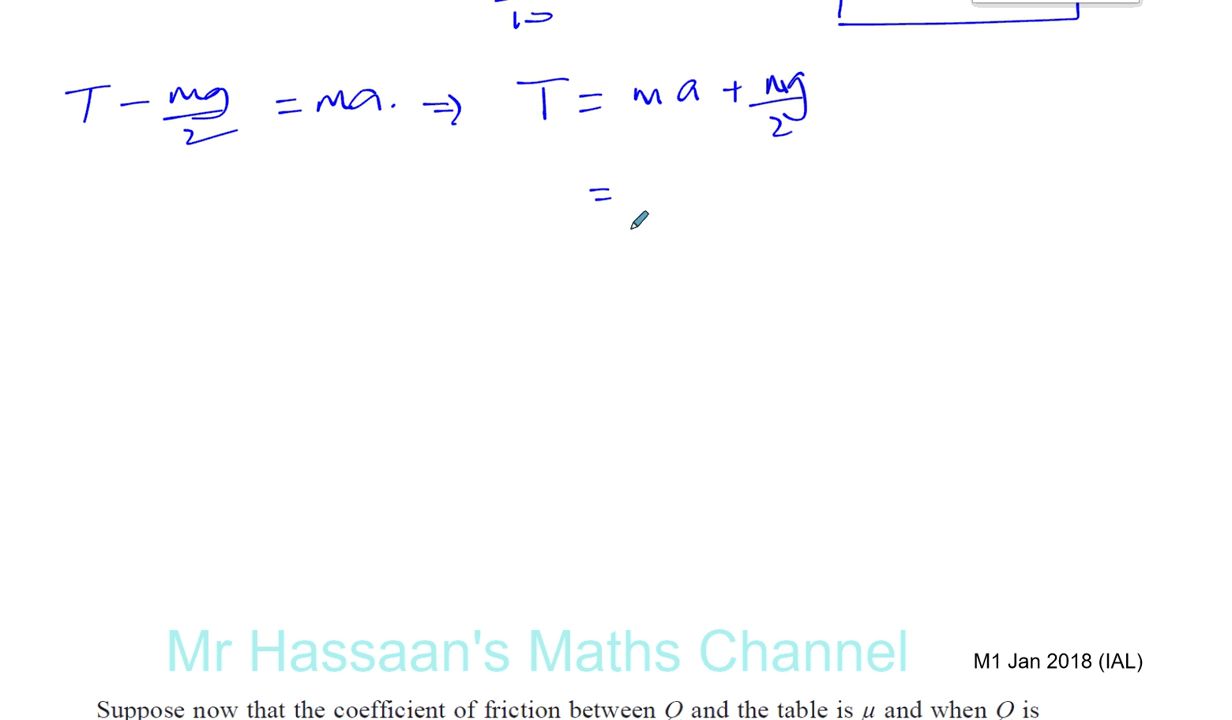 10
T - mg/2 = ma. ⇒ T = ma + mg/2
=
Mr Hassaan's Maths Channel
M1 Jan 2018 (IAL)
Suppose now that the coefficient of friction between Q and the table is μ and when Q is